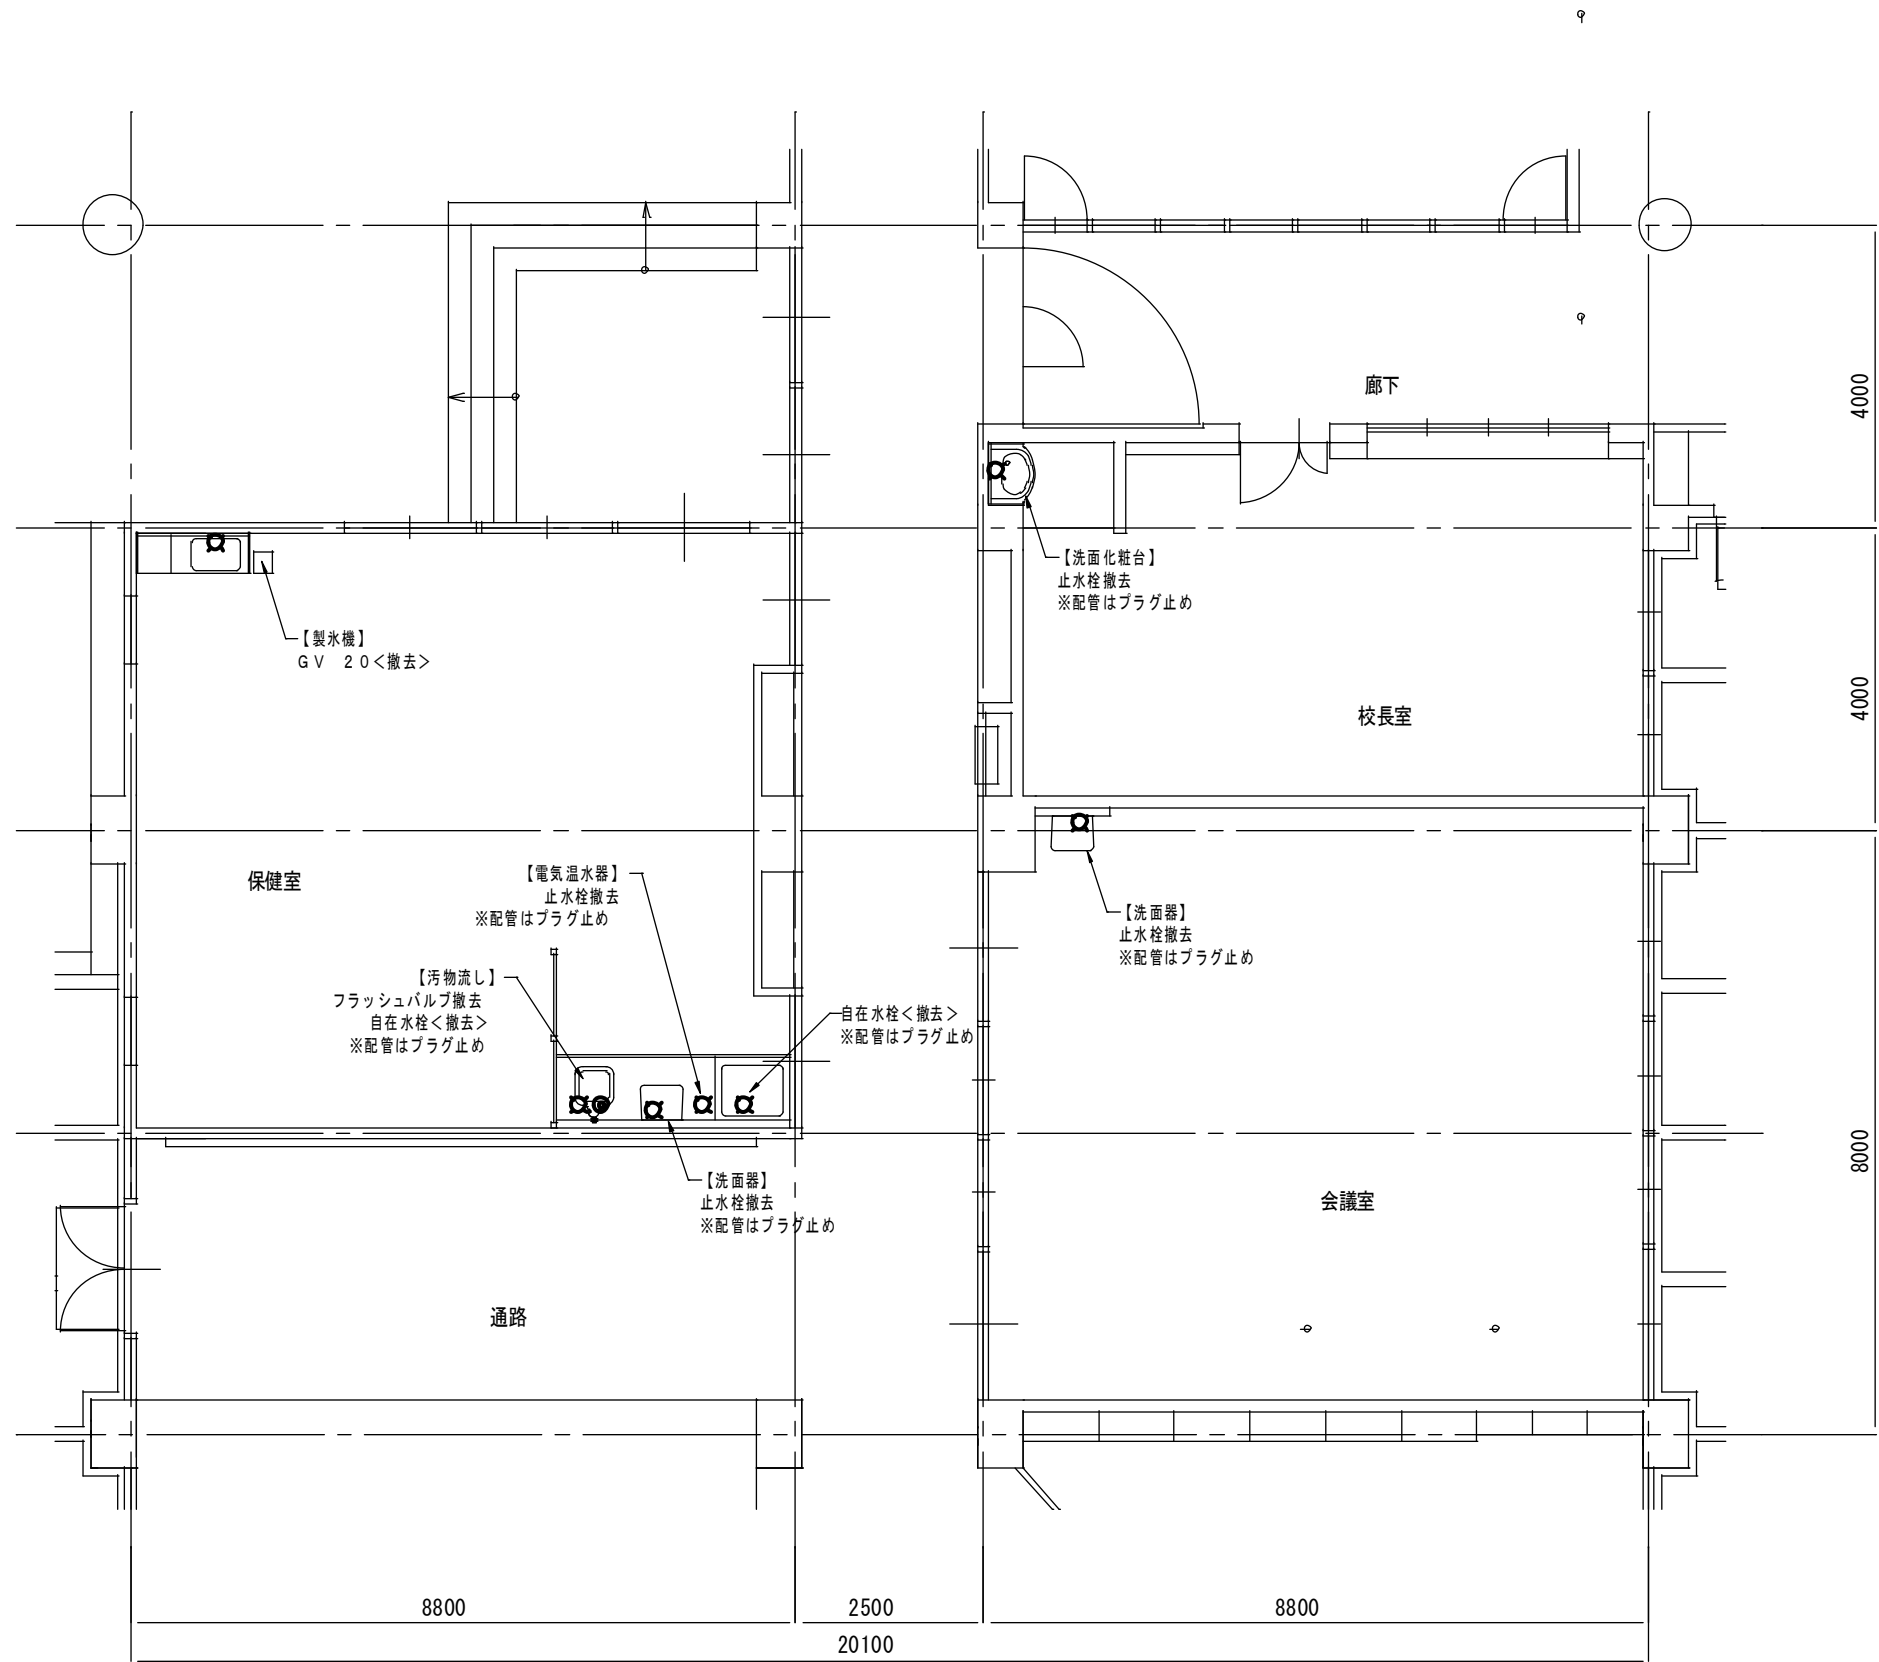 廊下
4000
【洗面化粧台】
止水栓撤去
※配管はプラグ止め
【製氷機】
ＧＶ　２０＜撤去＞
校長室
4000
保健室
【電気温水器】
止水栓撤去
※配管はプラグ止め
【洗面器】
止水栓撤去
※配管はプラグ止め
【汚物流し】
フラッシュバルブ撤去
自在水栓＜撤去＞
※配管はプラグ止め
自在水栓＜撤去＞
※配管はプラグ止め
8000
【洗面器】
止水栓撤去
※配管はプラグ止め
会議室
通路
8800
2500
8800
20100